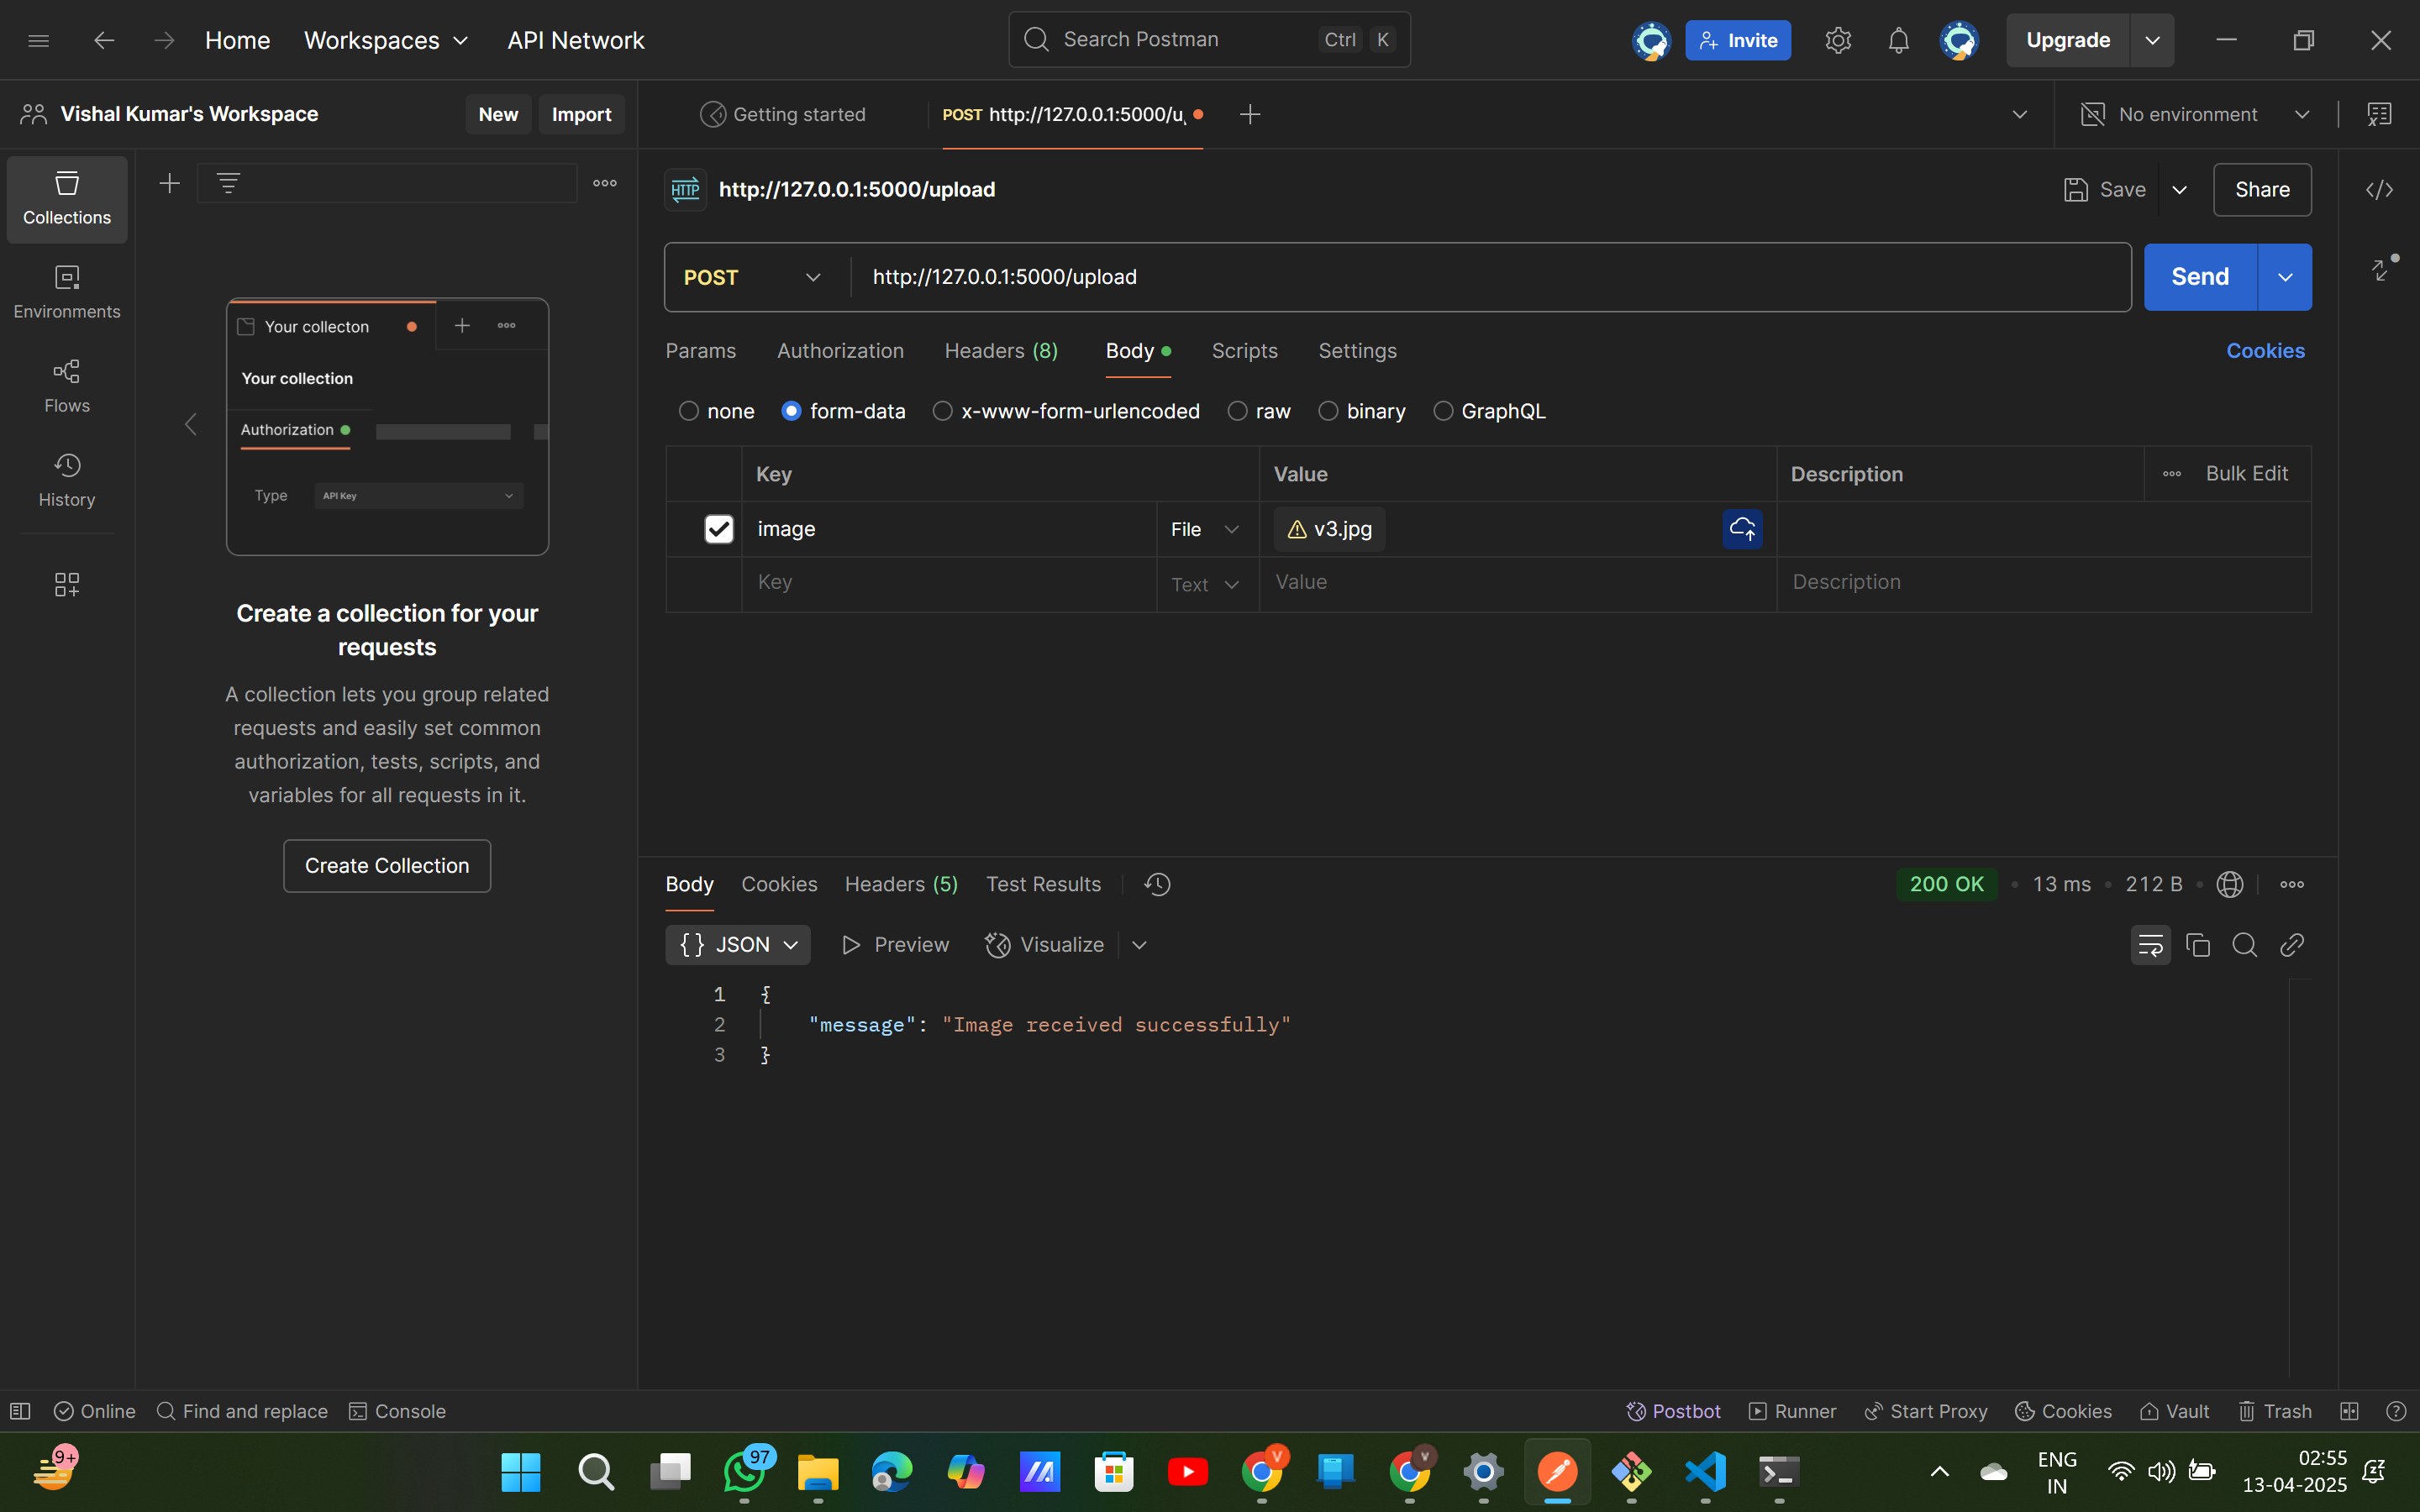 Home Workspaces API Network Search Postman Ctrl K Invite Upgrade
Vishal Kumar's Workspace New Import Getting started POST http://127.0.0.1:5000/u No environment
Collections
Environments
Flows
History
Your collecton
Your collection
Authorization
Type API Key
Create a collection for your
requests
A collection lets you group related
requests and easily set common
authorization, tests, scripts, and
variables for all requests in it.
Create Collection
HTTP http://127.0.0.1:5000/upload Save Share
POST http://127.0.0.1:5000/upload Send
Params Authorization Headers (8) Body Scripts Settings Cookies
none form-data x-www-form-urlencoded raw binary GraphQL
Key Value Description Bulk Edit
image File v3.jpg
Key Text Value Description
Body Cookies Headers (5) Test Results 200 OK 13 ms 212 B
{} JSON Preview Visualize
1 {
2 "message": "Image received successfully"
3 }
Online Find and replace Console Postbot Runner Start Proxy Cookies Vault Trash
9+ 97 V V ENG 02:55
IN 13-04-2025